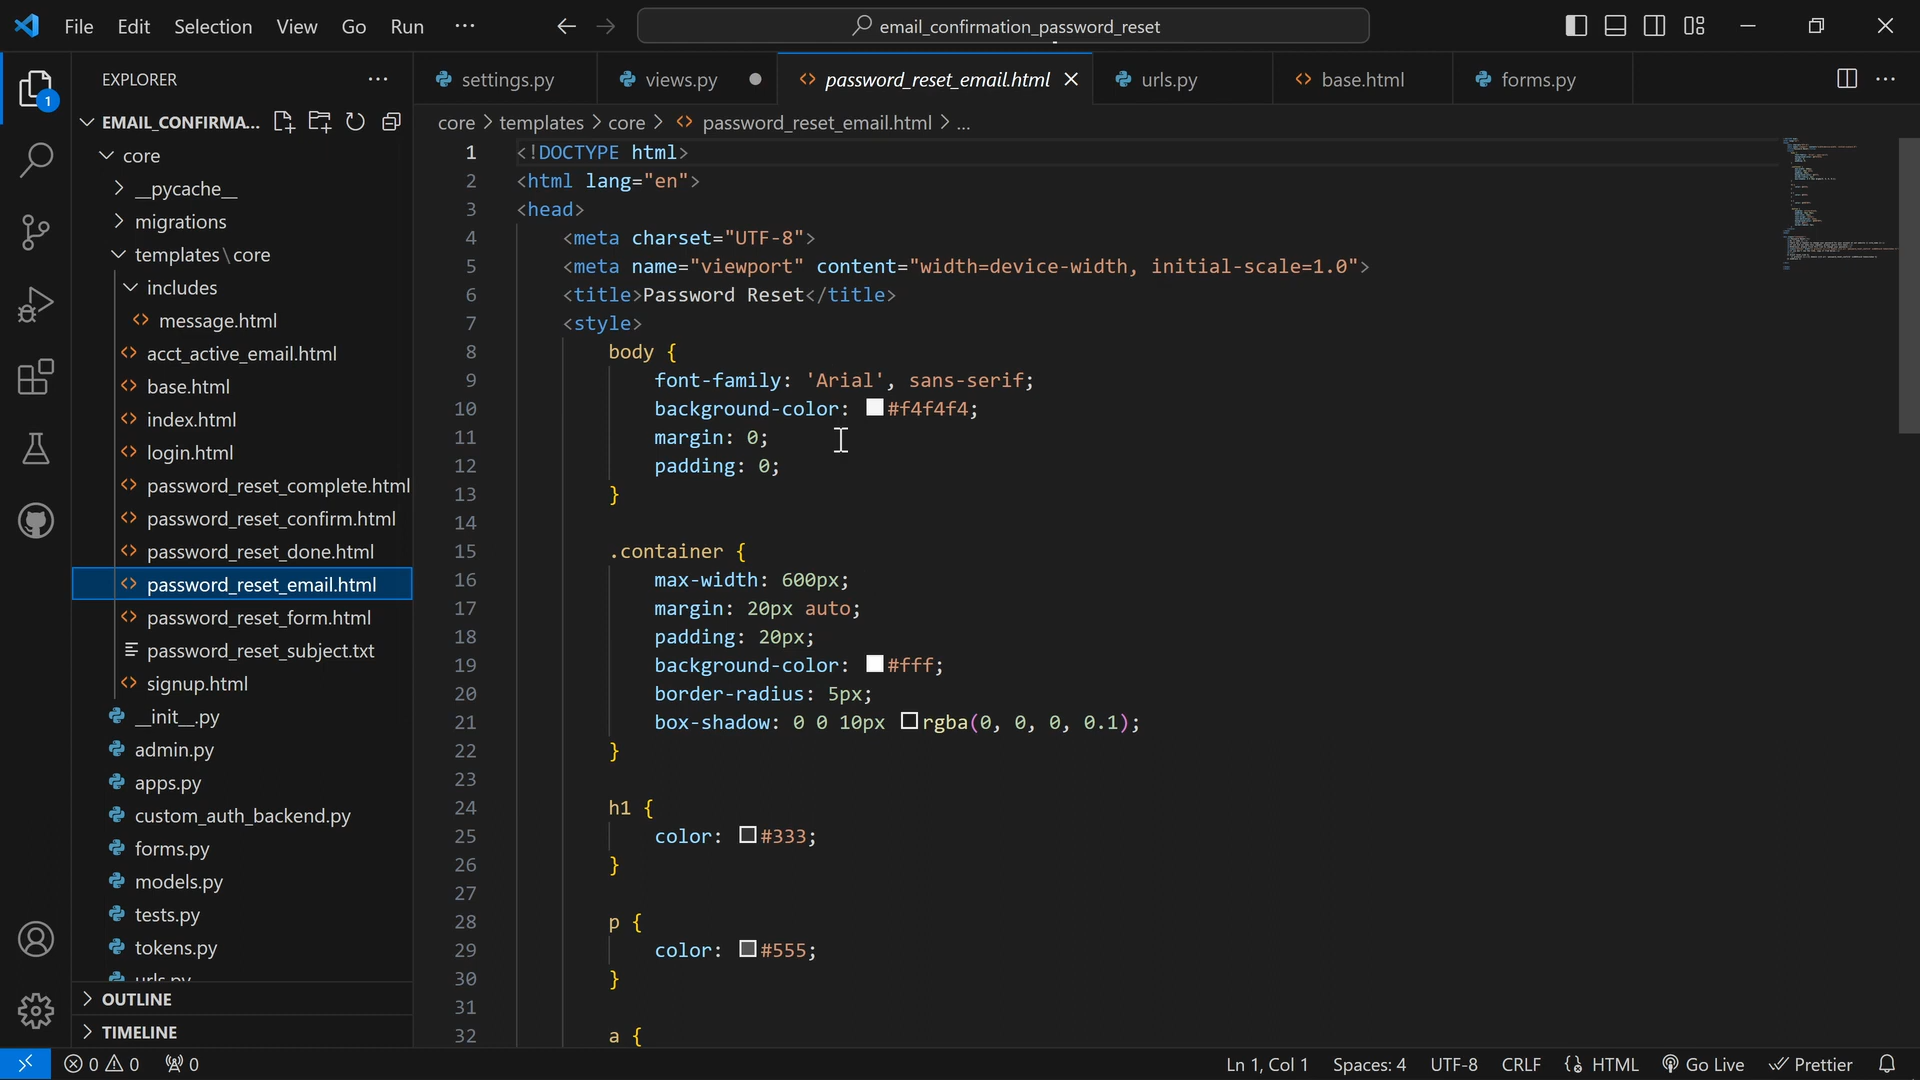 File Edit Selection View Go Run ···
email_confirmation_password_reset
EXPLORER ···
settings.py
views.py
password_reset_email.html
urls.py
base.html
forms.py
1
EMAIL_CONFIRMA...
core > templates > core > password_reset_email.html > ...
core
__pycache__
migrations
templates\core
includes
message.html
acct_active_email.html
base.html
index.html
login.html
password_reset_complete.html
password_reset_confirm.html
password_reset_done.html
password_reset_email.html
password_reset_form.html
password_reset_subject.txt
signup.html
__init__.py
admin.py
apps.py
custom_auth_backend.py
forms.py
models.py
tests.py
tokens.py
urls.py
OUTLINE
TIMELINE
1 <!DOCTYPE html>
2 <html lang="en">
3 <head>
4 <meta charset="UTF-8">
5 <meta name="viewport" content="width=device-width, initial-scale=1.0">
6 <title>Password Reset</title>
7 <style>
8 body {
9 font-family: 'Arial', sans-serif;
10 background-color: #f4f4f4;
11 margin: 0;
12 padding: 0;
13 }
14
15 .container {
16 max-width: 600px;
17 margin: 20px auto;
18 padding: 20px;
19 background-color: #fff;
20 border-radius: 5px;
21 box-shadow: 0 0 10px rgba(0, 0, 0, 0.1);
22 }
23
24 h1 {
25 color: #333;
26 }
27
28 p {
29 color: #555;
30 }
31
32 a {
0 0 0
Ln 1, Col 1 Spaces: 4 UTF-8 CRLF HTML Go Live Prettier